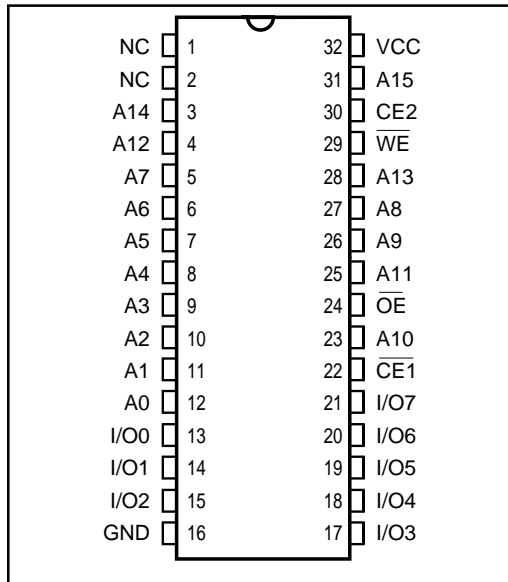 NC 1 32 VCC
NC 2 31 A15
A14 3 30 CE2
A12 4 29 W̅E̅
A7 5 28 A13
A6 6 27 A8
A5 7 26 A9
A4 8 25 A11
A3 9 24 O̅E̅
A2 10 23 A10
A1 11 22 C̅E̅1̅
A0 12 21 I/O7
I/O0 13 20 I/O6
I/O1 14 19 I/O5
I/O2 15 18 I/O4
GND 16 17 I/O3